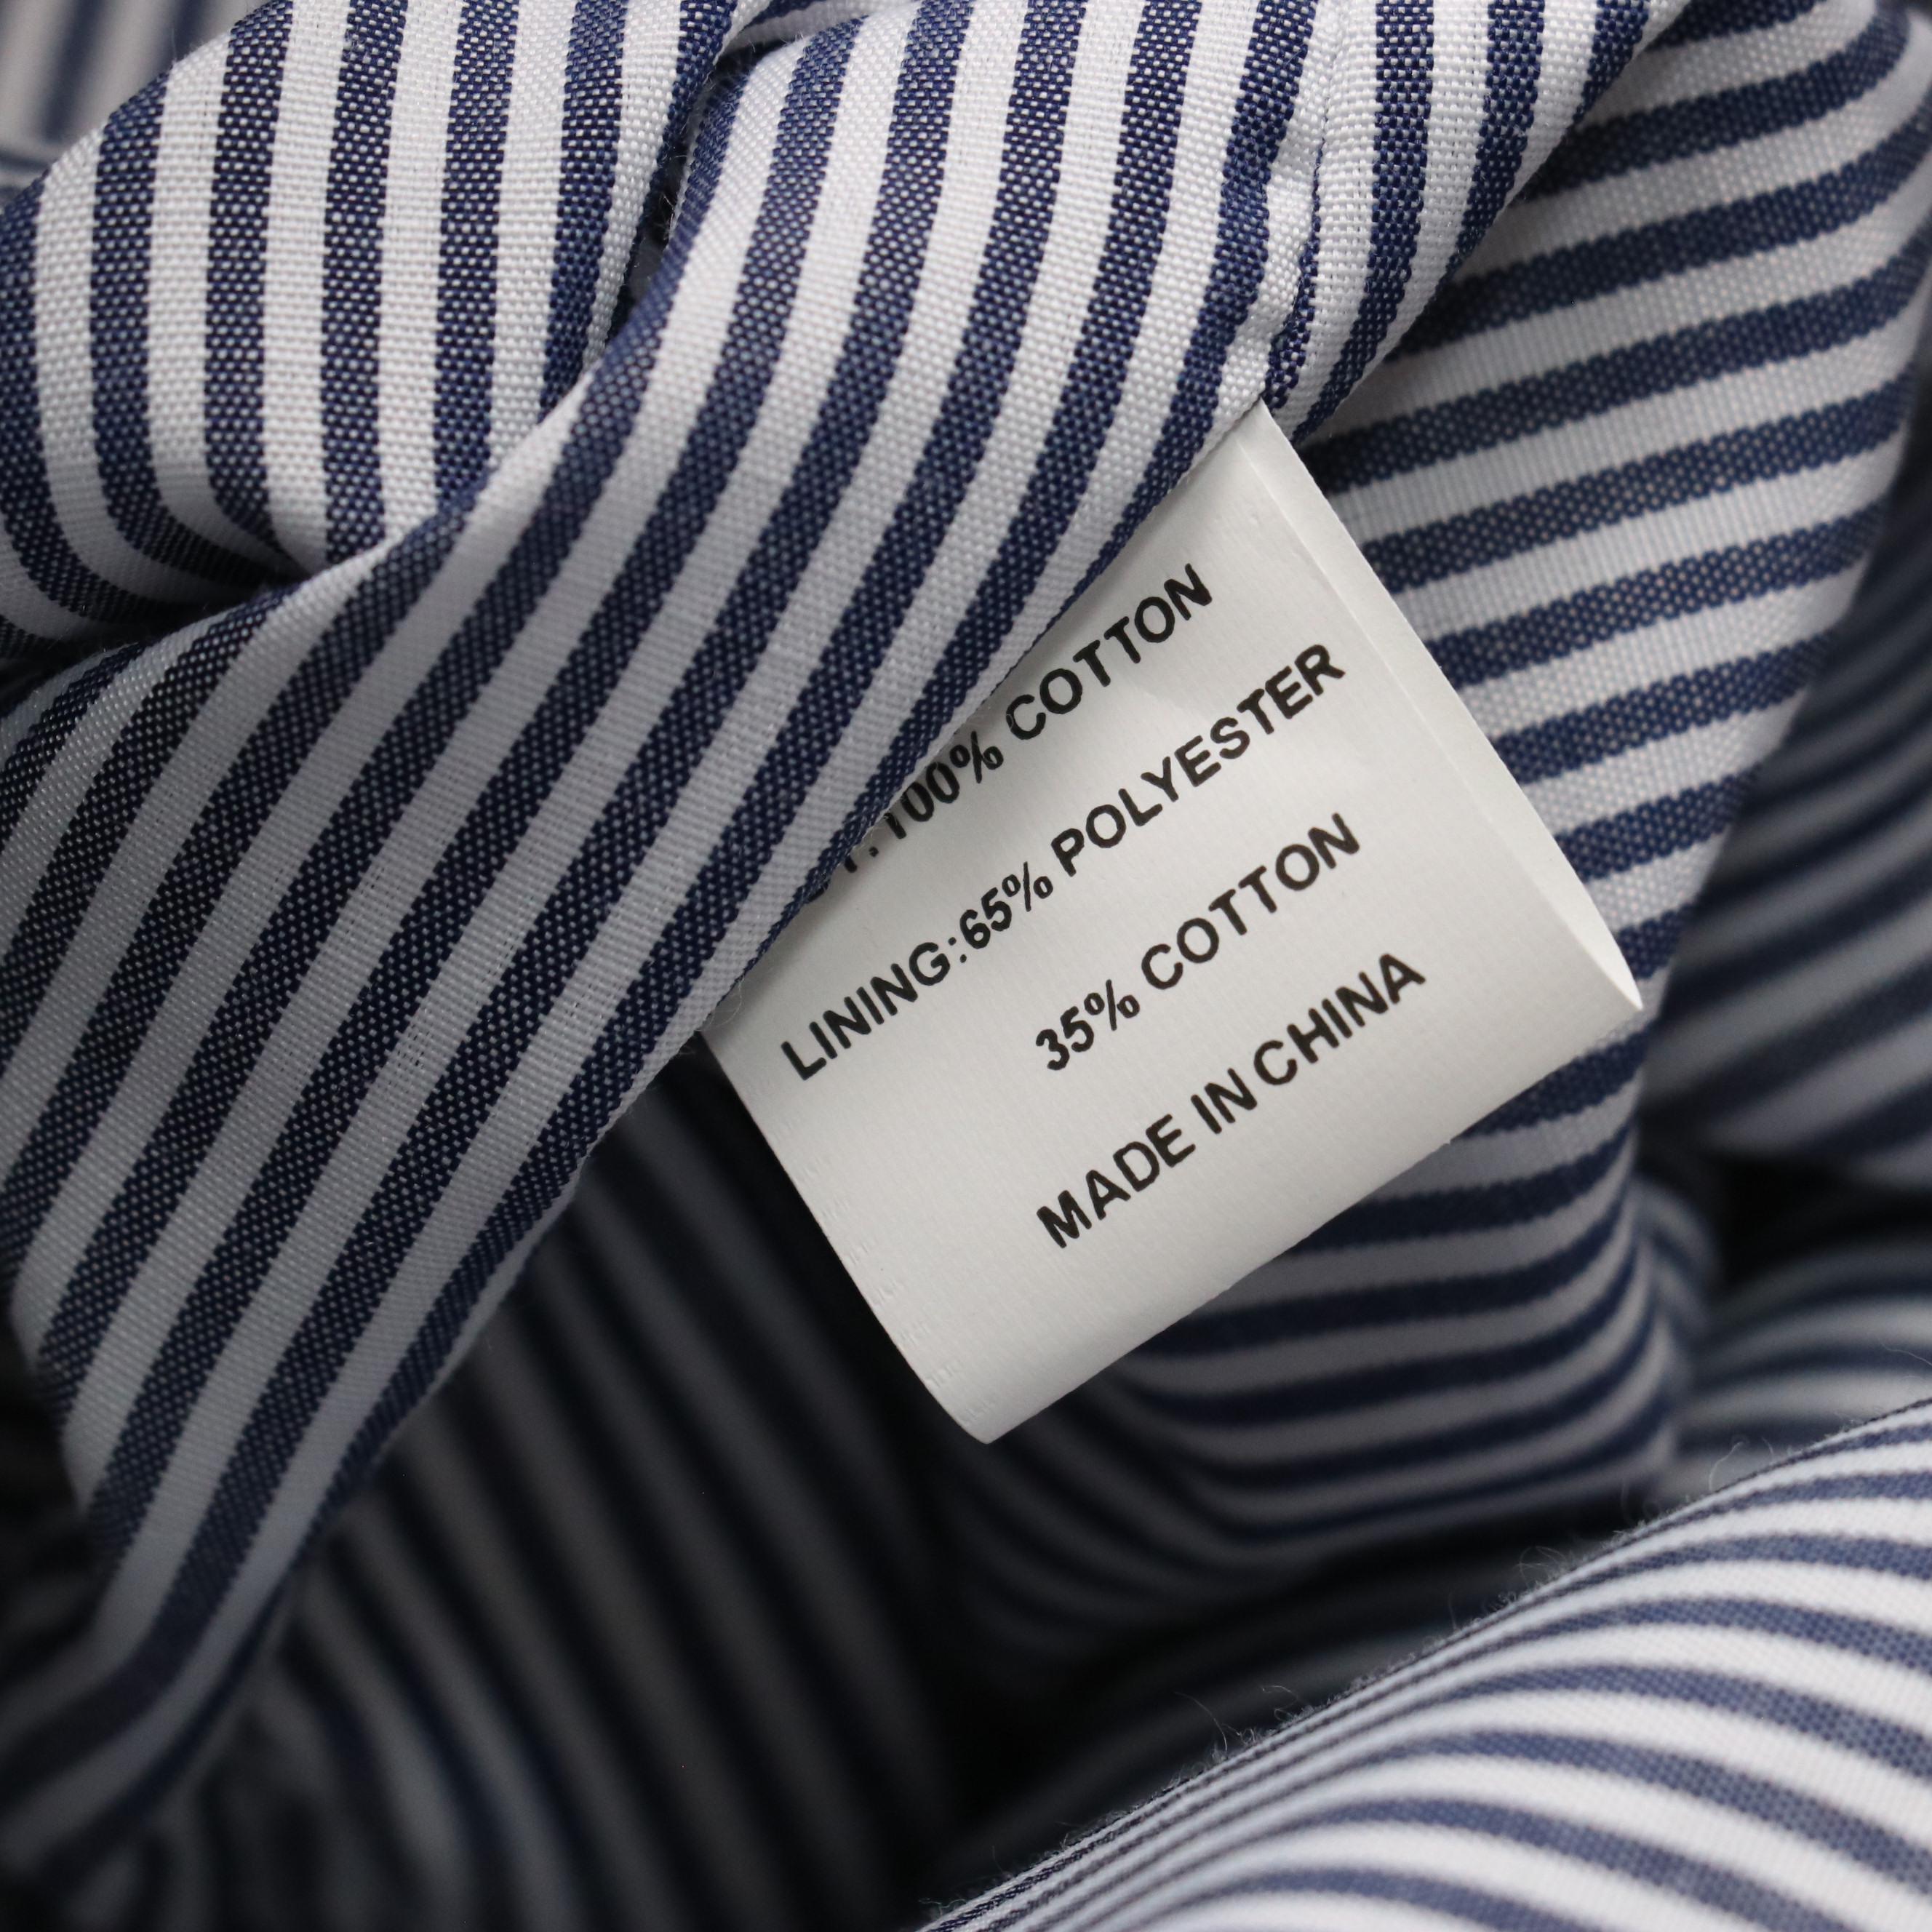 100% COTTON
LINING:65% POLYESTER
35% COTTON
MADE IN CHINA